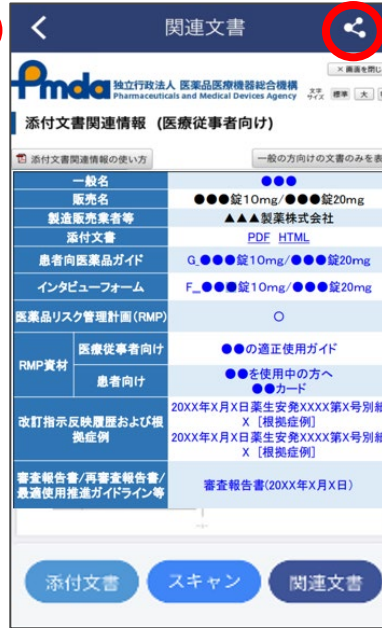 関連文書
Pmda 独立行政法人 医薬品医療機器総合機構
Pharmaceuticals and Medical Devices Agency
× 画面を閉じ
文字サイズ 標準 大
添付文書関連情報 (医療従事者向け)
添付文書関連情報の使い方
一般の方向けの文書のみを表
一般名 ●●●
販売名 ●●●錠10mg/●●●錠20mg
製造販売業者等 ▲▲▲製薬株式会社
添付文書 PDF HTML
患者向医薬品ガイド G_●●●錠10mg/●●●錠20mg
インタビューフォーム F_●●●錠10mg/●●●錠20mg
医薬品リスク管理計画(RMP) ○
RMP資材
医療従事者向け ●●の適正使用ガイド
患者向け ●●を使用中の方へ
●●カード
改訂指示反映履歴および根
拠症例
20XX年X月X日薬生安発XXXX第X号別紙
X [根拠症例]
20XX年X月X日薬生安発XXXX第X号別紙
X [根拠症例]
審査報告書/再審査報告書/
最適使用推進ガイドライン等
審査報告書(20XX年X月X日)
添付文書
スキャン
関連文書